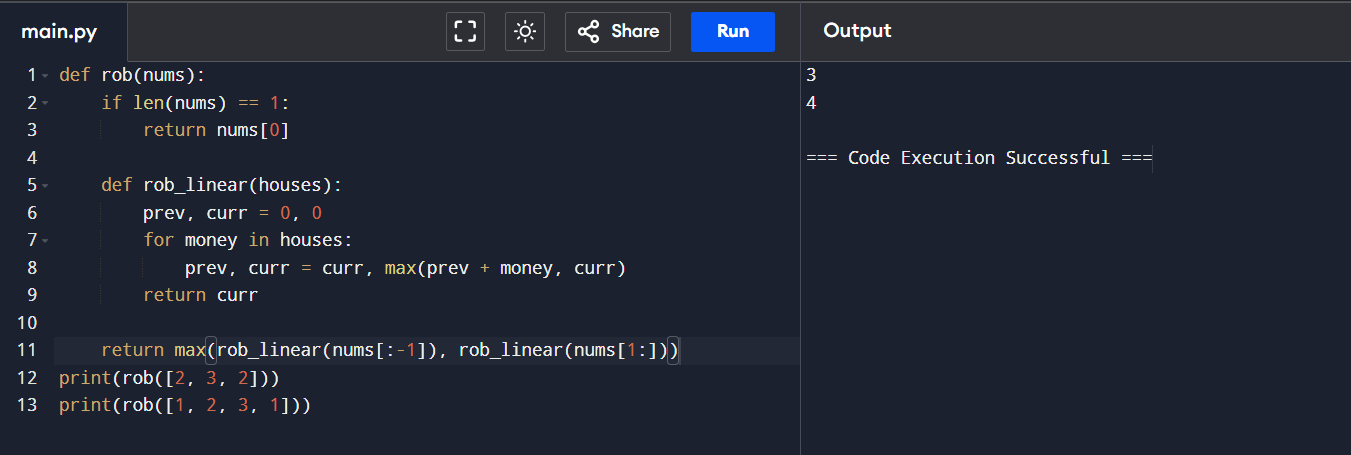 main.py
Share
Run
Output
1 def rob(nums):
2     if len(nums) == 1:
3         return nums[0]
4
5     def rob_linear(houses):
6         prev, curr = 0, 0
7         for money in houses:
8             prev, curr = curr, max(prev + money, curr)
9         return curr
10
11     return max(rob_linear(nums[:-1]), rob_linear(nums[1:]))
12 print(rob([2, 3, 2]))
13 print(rob([1, 2, 3, 1]))
3
4
=== Code Execution Successful ===